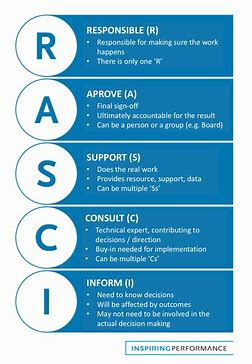 R
RESPONSIBLE (R)
• Responsible for making sure the work
happens
• There is only one 'R'
A
APROVE (A)
• Final sign-off
• Ultimately accountable for the result
• Can be a person or a group (e.g. Board)
S
SUPPORT (S)
• Does the real work
• Provides resource, support, data
• Can be multiple 'Ss'
C
CONSULT (C)
• Technical expert, contributing to
decisions / direction
• Buy-in needed for implementation
• Can be multiple 'Cs'
I
INFORM (I)
• Need to know decisions
• Will be affected by outcomes
• May not need to be involved in the
actual decision making
INSPIRINGPERFORMANCE